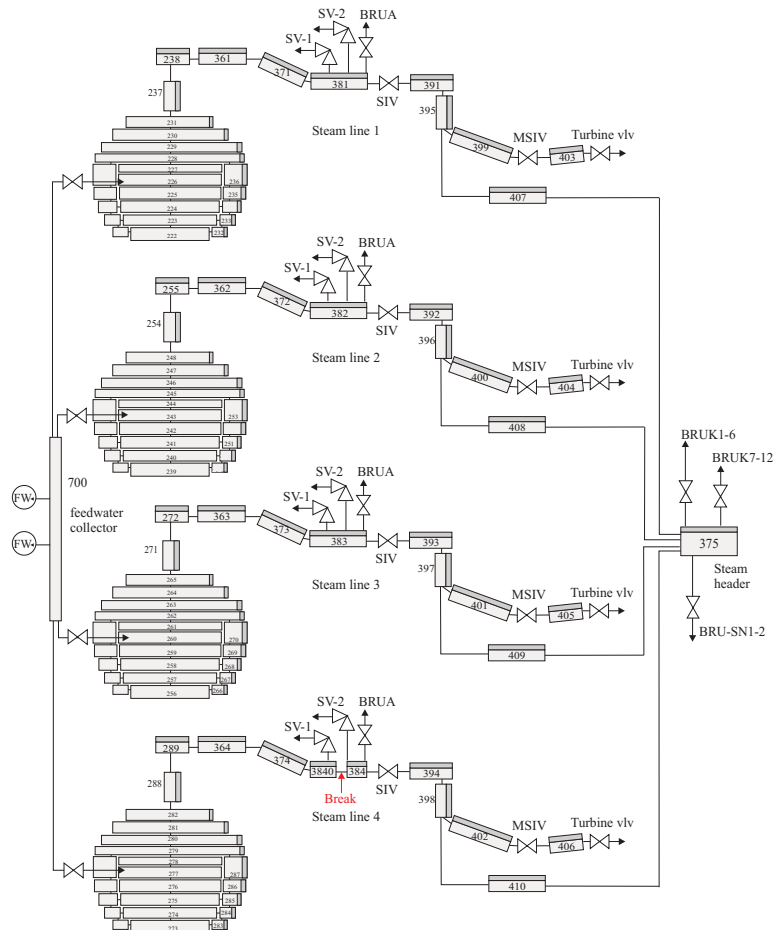 SV-2 BRUA
SV-1
238 361 371 381 391
237 SIV 395
Steam line 1 MSIV Turbine vlv
399 403
407
231
230
229
228
227
226 236
225 235
224
223 233
222 232
SV-2 BRUA
SV-1
255 362 372 382 392
254 SIV 396
Steam line 2 MSIV Turbine vlv
400 404
408
248
247
246
245
244
243 253
242
241 251
240
239
BRUK1-6
BRUK7-12
375
Steam
header
BRU-SN1-2
700
feedwater
collector
FW
FW
SV-2 BRUA
SV-1
272 363 373 383 393
271 SIV 397
Steam line 3 MSIV Turbine vlv
401 405
409
265
264
263
262
261
260 270
259 269
258 268
257 267
256 266
SV-2 BRUA
SV-1
289 364 374 3840 384 394
288 Break SIV 398
Steam line 4 MSIV Turbine vlv
402 406
410
282
281
280
279
278
277 287
276 286
275 285
274 284
273 283